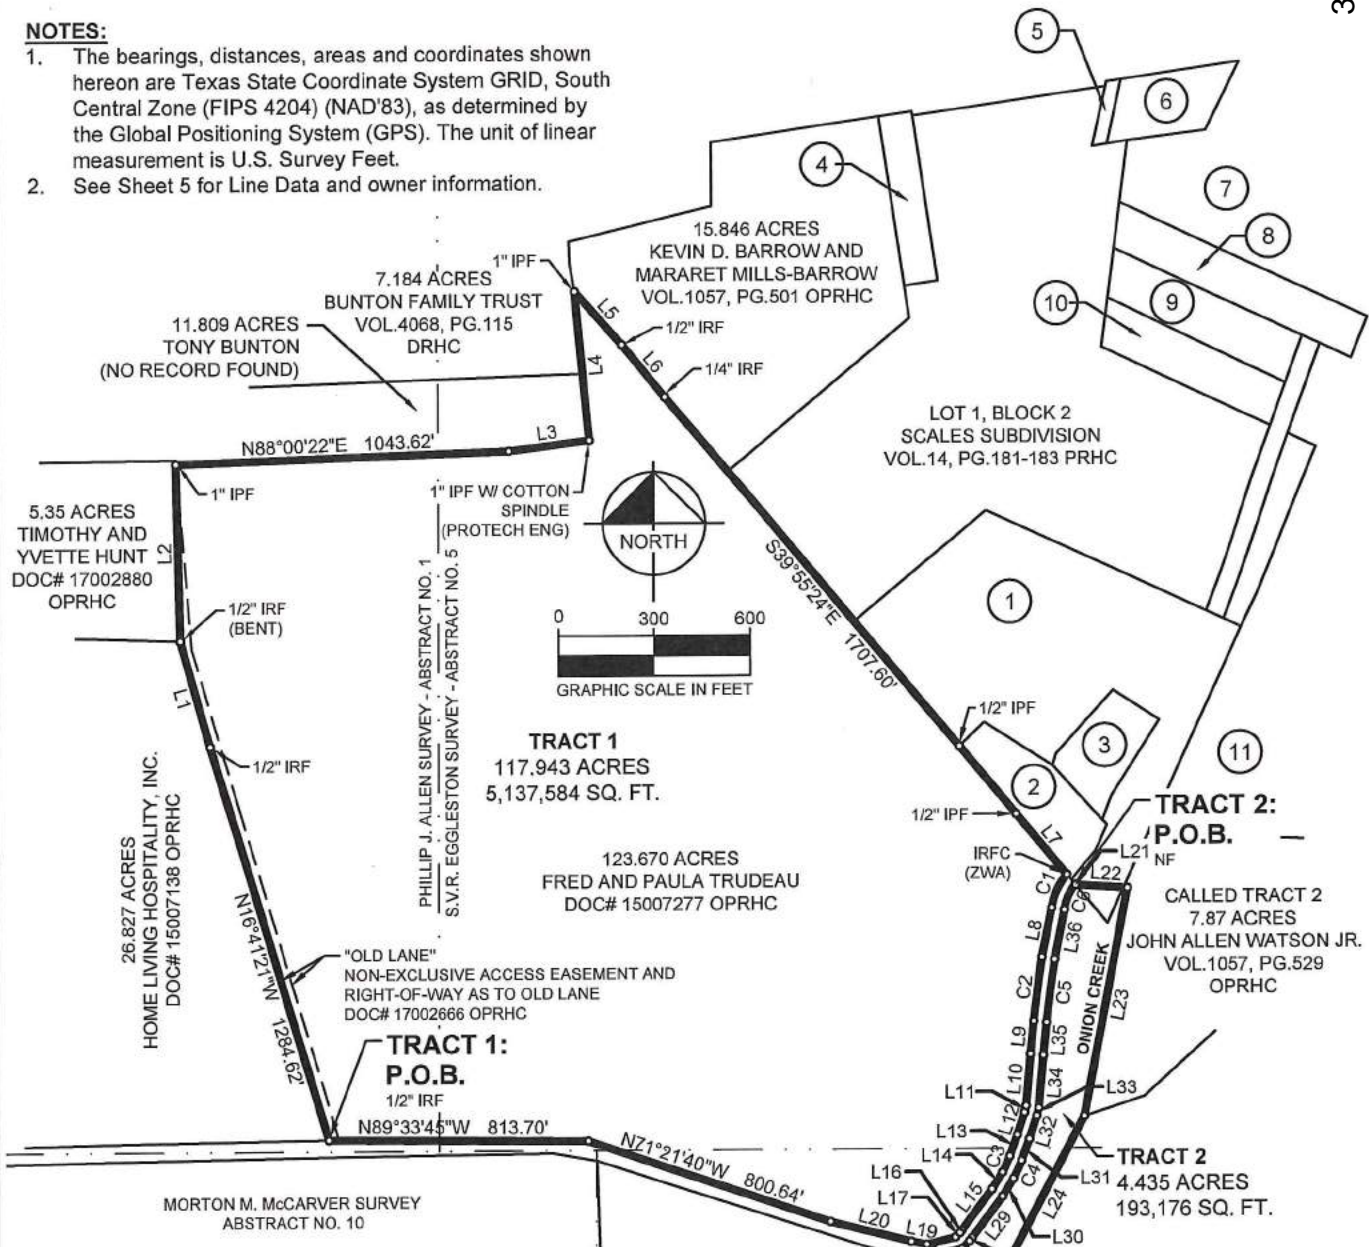 NOTES:
1. The bearings, distances, areas and coordinates shown
hereon are Texas State Coordinate System GRID, South
Central Zone (FIPS 4204) (NAD'83), as determined by
the Global Positioning System (GPS). The unit of linear
measurement is U.S. Survey Feet.
2. See Sheet 5 for Line Data and owner information.
3
5
6
4
7
8
9
10
15.846 ACRES
KEVIN D. BARROW AND
MARARET MILLS-BARROW
VOL.1057, PG.501 OPRHC
1" IPF
7.184 ACRES
BUNTON FAMILY TRUST
VOL.4068, PG.115
DRHC
11.809 ACRES
TONY BUNTON
(NO RECORD FOUND)
L5
1/2" IRF
L6
1/4" IRF
L4
L3
N88°00'22"E 1043.62'
LOT 1, BLOCK 2
SCALES SUBDIVISION
VOL.14, PG.181-183 PRHC
1" IPF
1" IPF W/ COTTON
SPINDLE
(PROTECH ENG)
NORTH
5.35 ACRES
TIMOTHY AND
YVETTE HUNT
DOC# 17002880
OPRHC
L2
1/2" IRF
(BENT)
L1
1/2" IRF
PHILLIP J. ALLEN SURVEY - ABSTRACT NO. 1
S.V.R. EGGLESTON SURVEY - ABSTRACT NO. 5
0 300 600
GRAPHIC SCALE IN FEET
S39°55'24"E 1707.60'
1
1/2" IPF
3
2
11
1/2" IPF
L7
TRACT 1
117.943 ACRES
5,137,584 SQ. FT.
TRACT 2:
P.O.B.
L21
NF
L22
IRFC
(ZWA)
C1
C6
123.670 ACRES
FRED AND PAULA TRUDEAU
DOC# 15007277 OPRHC
CALLED TRACT 2
7.87 ACRES
JOHN ALLEN WATSON JR.
VOL.1057, PG.529
OPRHC
26.827 ACRES
HOME LIVING HOSPITALITY, INC.
DOC# 15007138 OPRHC
N16°41'21"W 1284.62'
"OLD LANE"
NON-EXCLUSIVE ACCESS EASEMENT AND
RIGHT-OF-WAY AS TO OLD LANE
DOC# 17002666 OPRHC
TRACT 1:
P.O.B.
1/2" IRF
N89°33'45"W 813.70'
N71°21'40"W 800.64'
L8
L36
C2
C5
ONION CREEK
L23
L9
L35
L10
L34
L11
L33
L12
L32
L13
L14
C3
C4
L31
L16
L17
L15
L29
L24
L30
L20
L19
TRACT 2
4.435 ACRES
193,176 SQ. FT.
MORTON M. McCARVER SURVEY
ABSTRACT NO. 10